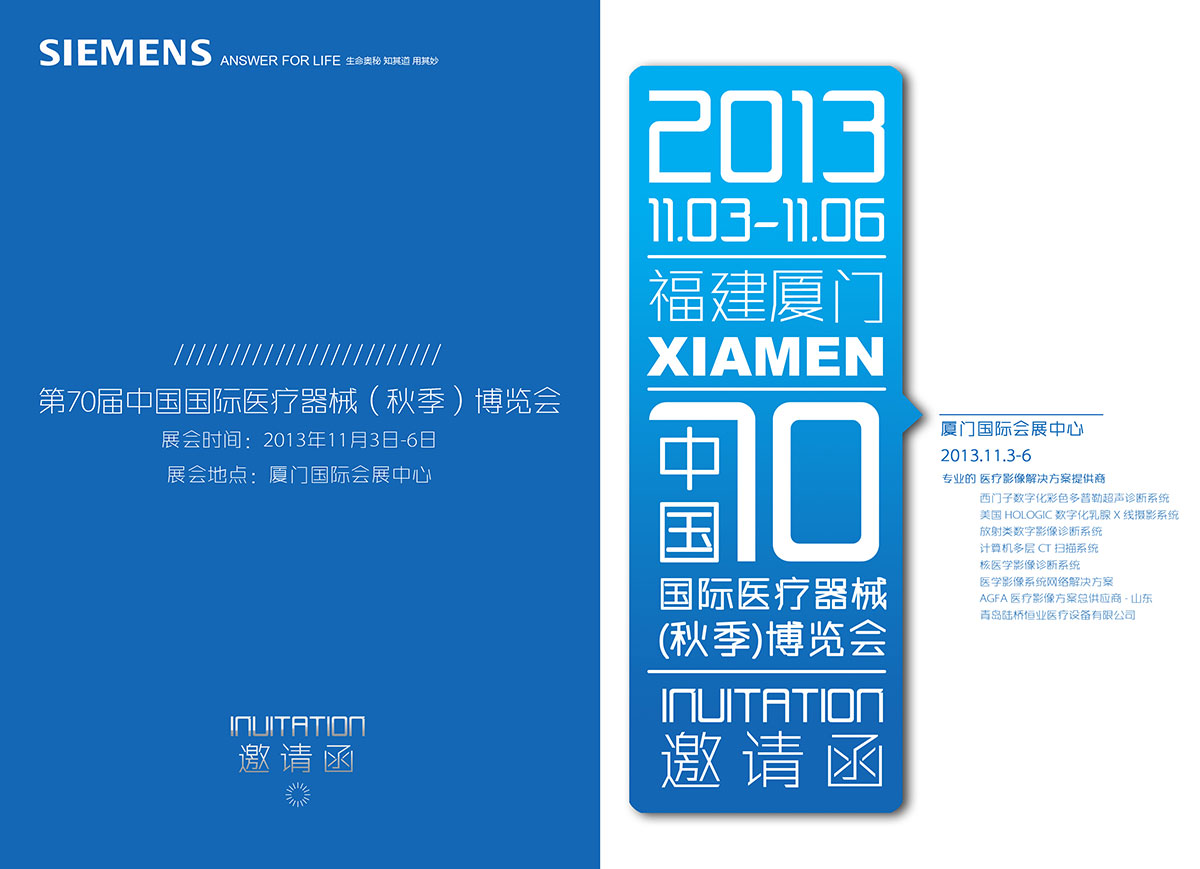 SIEMENS ANSWER FOR LIFE 生命奥秘 知其道 用其妙
////////////////////////
第70届中国国际医疗器械（秋季）博览会
展会时间：2013年11月3日-6日
展会地点：厦门国际会展中心
INUITATION
邀请函
2013
11.03-11.06
福建厦门
XIAMEN
中国 70
国际医疗器械
(秋季)博览会
INUITATION
邀请函
厦门国际会展中心
2013.11.3-6
专业的 医疗影像解决方案提供商
西门子数字化彩色多普勒超声诊断系统
美国 HOLOGIC 数字化乳腺 X 线摄影系统
放射类数字影像诊断系统
计算机多层 CT 扫描系统
核医学影像诊断系统
医学影像系统网络解决方案
AGFA 医疗影像方案总供应商 - 山东
青岛陆桥恒业医疗设备有限公司